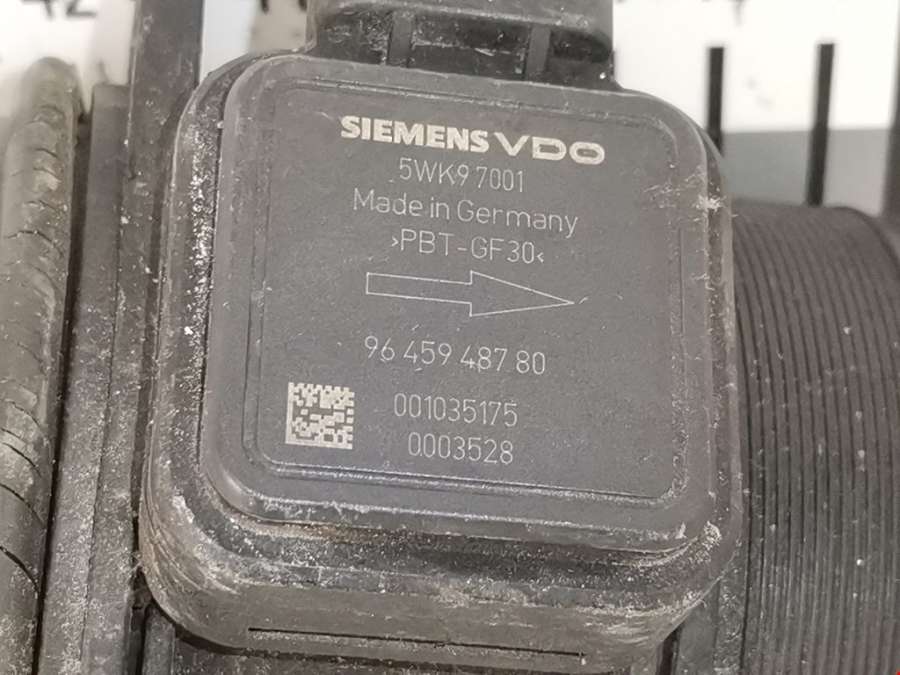 SIEMENS VDO
5WK9 7001
Made in Germany
>PBT-GF30<
96 459 487 80
001035175
0003528